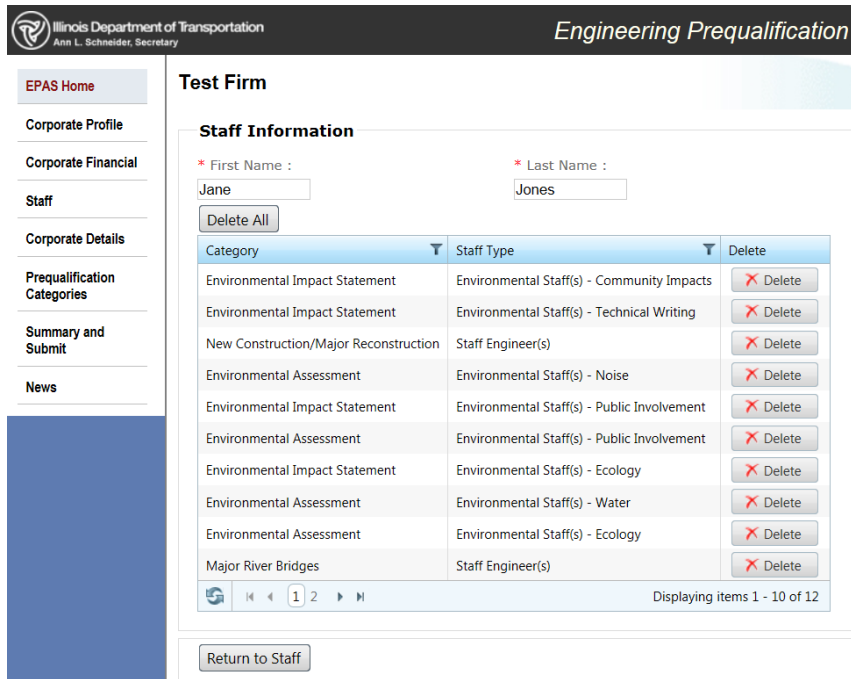 Illinois Department of Transportation
Ann L. Schneider, Secretary
Engineering Prequalification
EPAS Home
Corporate Profile
Corporate Financial
Staff
Corporate Details
Prequalification
Categories
Summary and
Submit
News
Test Firm
Staff Information
* First Name : * Last Name :
Jane Jones
Delete All
Category Staff Type Delete
Environmental Impact Statement Environmental Staff(s) - Community Impacts Delete
Environmental Impact Statement Environmental Staff(s) - Technical Writing Delete
New Construction/Major Reconstruction Staff Engineer(s) Delete
Environmental Assessment Environmental Staff(s) - Noise Delete
Environmental Impact Statement Environmental Staff(s) - Public Involvement Delete
Environmental Assessment Environmental Staff(s) - Public Involvement Delete
Environmental Impact Statement Environmental Staff(s) - Ecology Delete
Environmental Assessment Environmental Staff(s) - Water Delete
Environmental Assessment Environmental Staff(s) - Ecology Delete
Major River Bridges Staff Engineer(s) Delete
1 2 Displaying items 1 - 10 of 12
Return to Staff